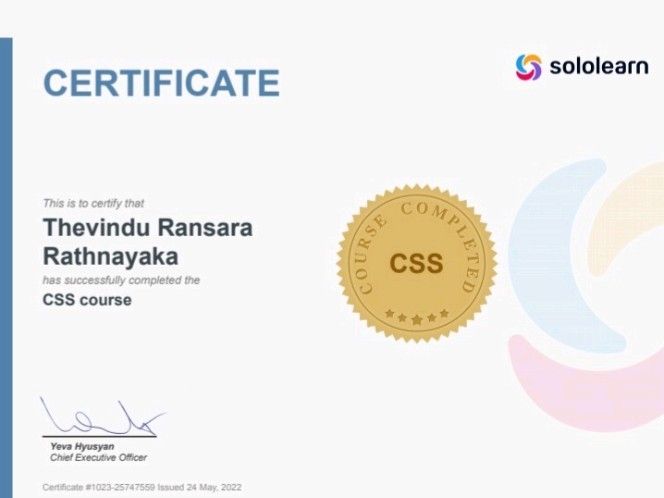 CERTIFICATE
sololearn
This is to certify that
Thevindu Ransara
Rathnayaka
has successfully completed the
CSS course
COURSE COMPLETED
CSS
Yeva Hyusyan
Chief Executive Officer
Certificate #1023-25747559 Issued 24 May, 2022